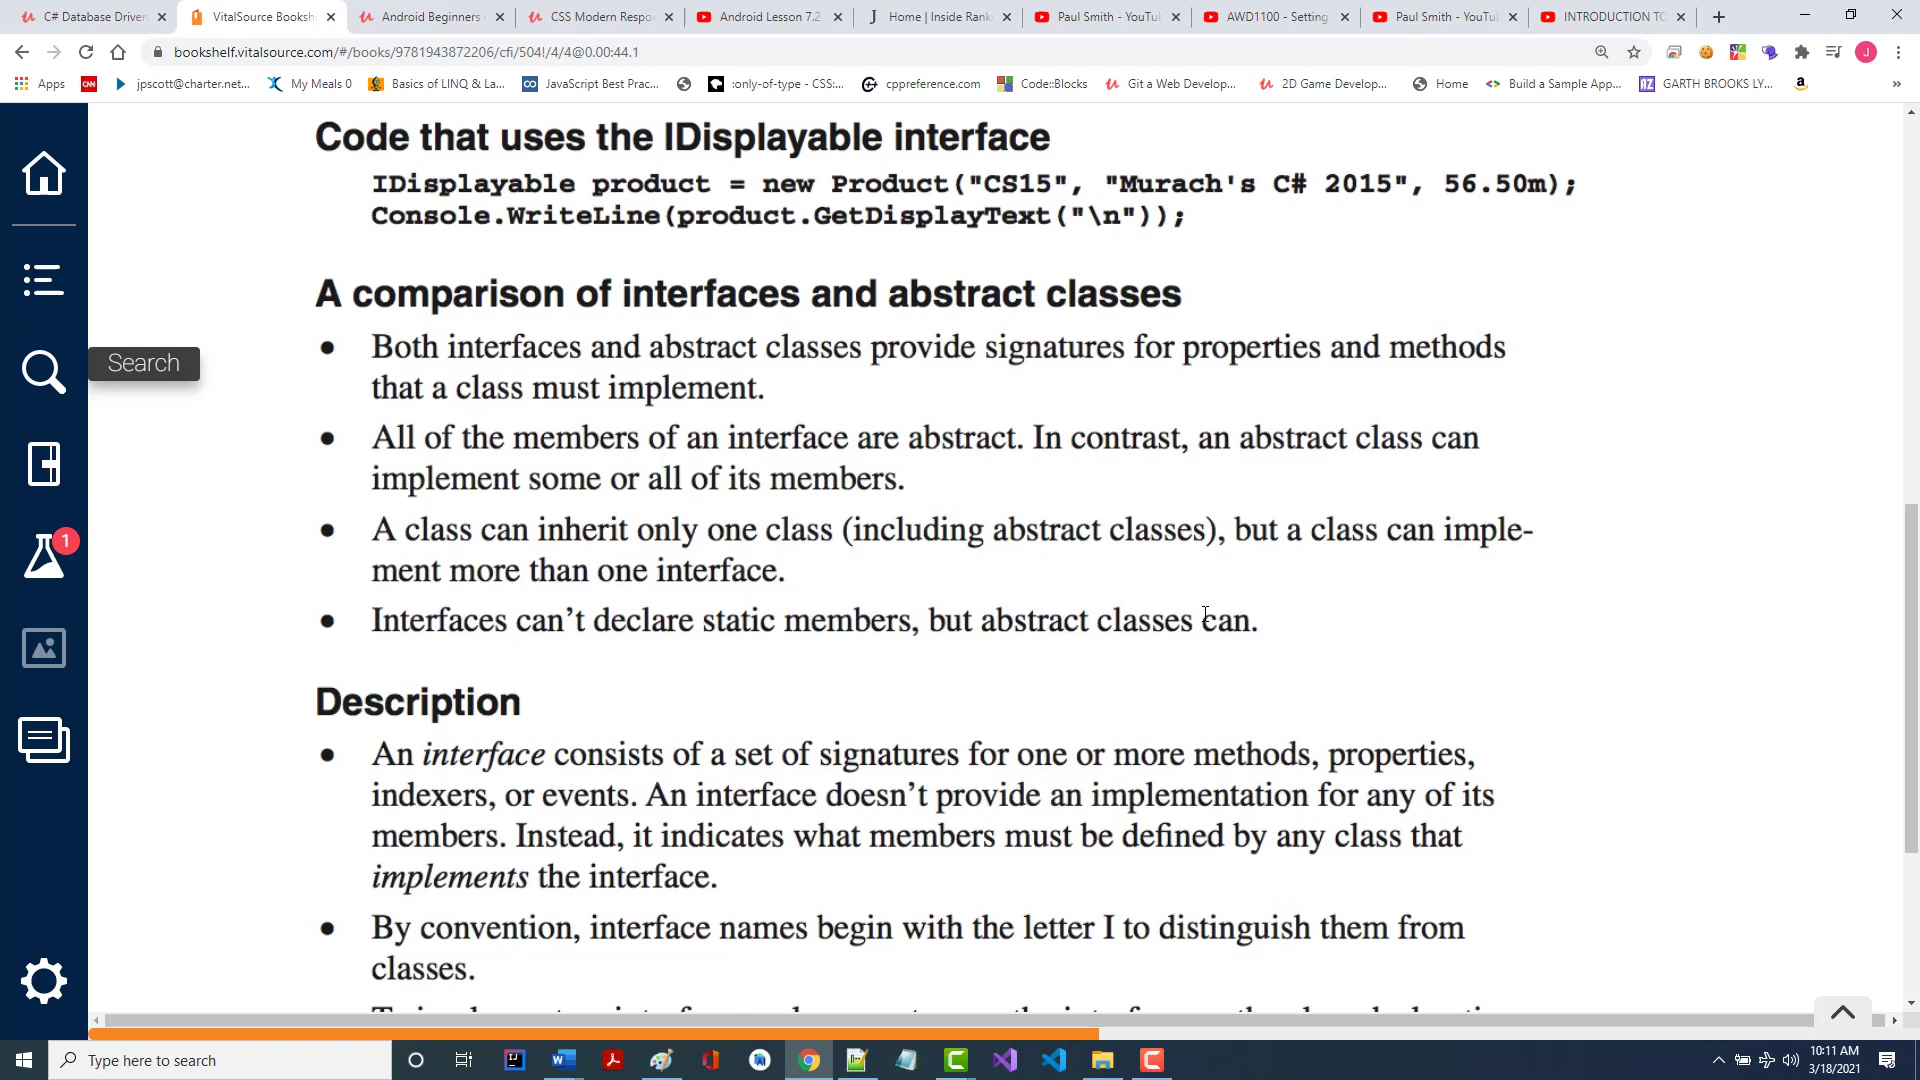 C# Database Driven
VitalSource Booksh
Android Beginners
CSS Modern Respo
Android Lesson 7.2
Home | Inside Rank
Paul Smith - YouTu
AWD1100 - Setting
Paul Smith - YouTu
INTRODUCTION TO
bookshelf.vitalsource.com/#/books/9781943872206/cfi/504!/4/4@0.00:44.1
J
Apps
CNN
jpscott@charter.net...
My Meals 0
Basics of LINQ & La...
JavaScript Best Prac...
:only-of-type - CSS:...
cppreference.com
Code::Blocks
Git a Web Develop...
2D Game Develop...
Home
Build a Sample App...
GARTH BROOKS LY...
»
Code that uses the IDisplayable interface
IDisplayable product = new Product("CS15", "Murach's C# 2015", 56.50m);
Console.WriteLine(product.GetDisplayText("\n"));
A comparison of interfaces and abstract classes
• Both interfaces and abstract classes provide signatures for properties and methods
that a class must implement.
Search
• All of the members of an interface are abstract. In contrast, an abstract class can
implement some or all of its members.
• A class can inherit only one class (including abstract classes), but a class can imple-
ment more than one interface.
1
• Interfaces can't declare static members, but abstract classes can.
Description
• An interface consists of a set of signatures for one or more methods, properties,
indexers, or events. An interface doesn't provide an implementation for any of its
members. Instead, it indicates what members must be defined by any class that
implements the interface.
• By convention, interface names begin with the letter I to distinguish them from
classes.
Type here to search
10:11 AM
3/18/2021